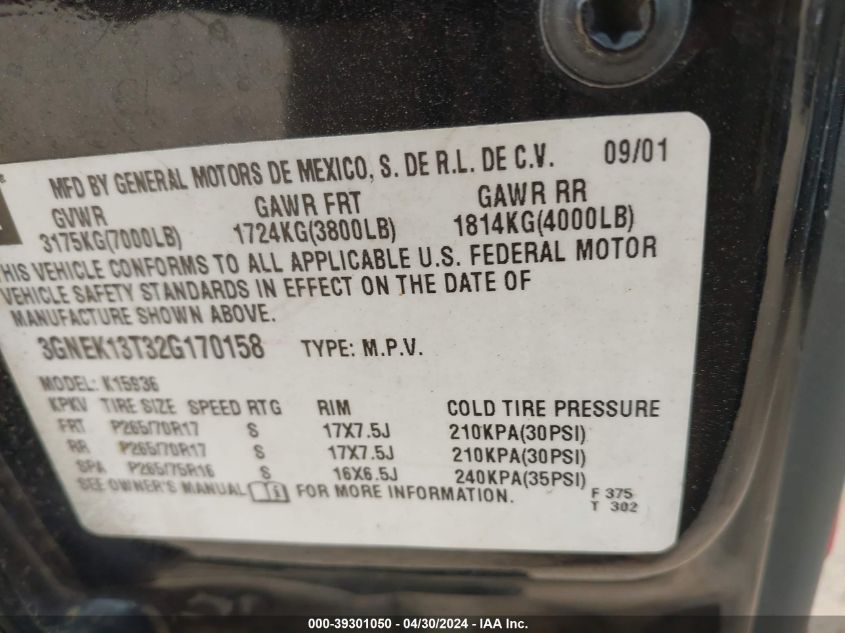 MFD BY GENERAL MOTORS DE MEXICO, S. DE R.L. DE C.V. 09/01
GVWR GAWR FRT GAWR RR
3175KG(7000LB) 1724KG(3800LB) 1814KG(4000LB)
THIS VEHICLE CONFORMS TO ALL APPLICABLE U.S. FEDERAL MOTOR
VEHICLE SAFETY STANDARDS IN EFFECT ON THE DATE OF
MANUFACTURE SHOWN ABOVE.
3GNEK13T32G170158 TYPE: M.P.V.
MODEL: K15936
KPKV TIRE SIZE SPEED RTG RIM COLD TIRE PRESSURE
FRT P265/70R17 S 17X7.5J 210KPA(30PSI)
RR P265/70R17 S 17X7.5J 210KPA(30PSI)
SPA P265/75R16 S 16X6.5J 240KPA(35PSI)
SEE OWNER'S MANUAL FOR MORE INFORMATION.
F 375
T 302
000-39301050 - 04/30/2024 - IAA Inc.